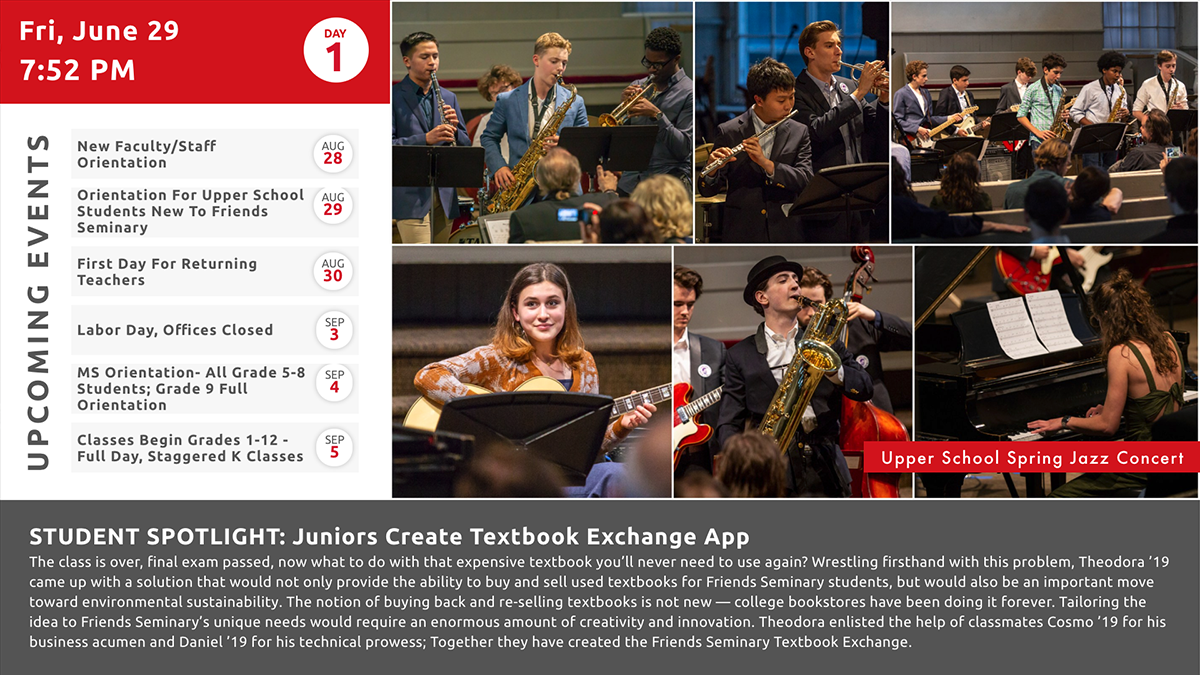 Fri, June 29
7:52 PM
DAY
1
UPCOMING EVENTS
New Faculty/Staff
Orientation
AUG
28
Orientation For Upper School
Students New To Friends
Seminary
AUG
29
First Day For Returning
Teachers
AUG
30
Labor Day, Offices Closed
SEP
3
MS Orientation- All Grade 5-8
Students; Grade 9 Full
Orientation
SEP
4
Classes Begin Grades 1-12 -
Full Day, Staggered K Classes
SEP
5
Upper School Spring Jazz Concert
STUDENT SPOTLIGHT: Juniors Create Textbook Exchange App
The class is over, final exam passed, now what to do with that expensive textbook you’ll never need to use again? Wrestling firsthand with this problem, Theodora ’19
came up with a solution that would not only provide the ability to buy and sell used textbooks for Friends Seminary students, but would also be an important move
toward environmental sustainability. The notion of buying back and re-selling textbooks is not new — college bookstores have been doing it forever. Tailoring the
idea to Friends Seminary’s unique needs would require an enormous amount of creativity and innovation. Theodora enlisted the help of classmates Cosmo ’19 for his
business acumen and Daniel ’19 for his technical prowess; Together they have created the Friends Seminary Textbook Exchange.